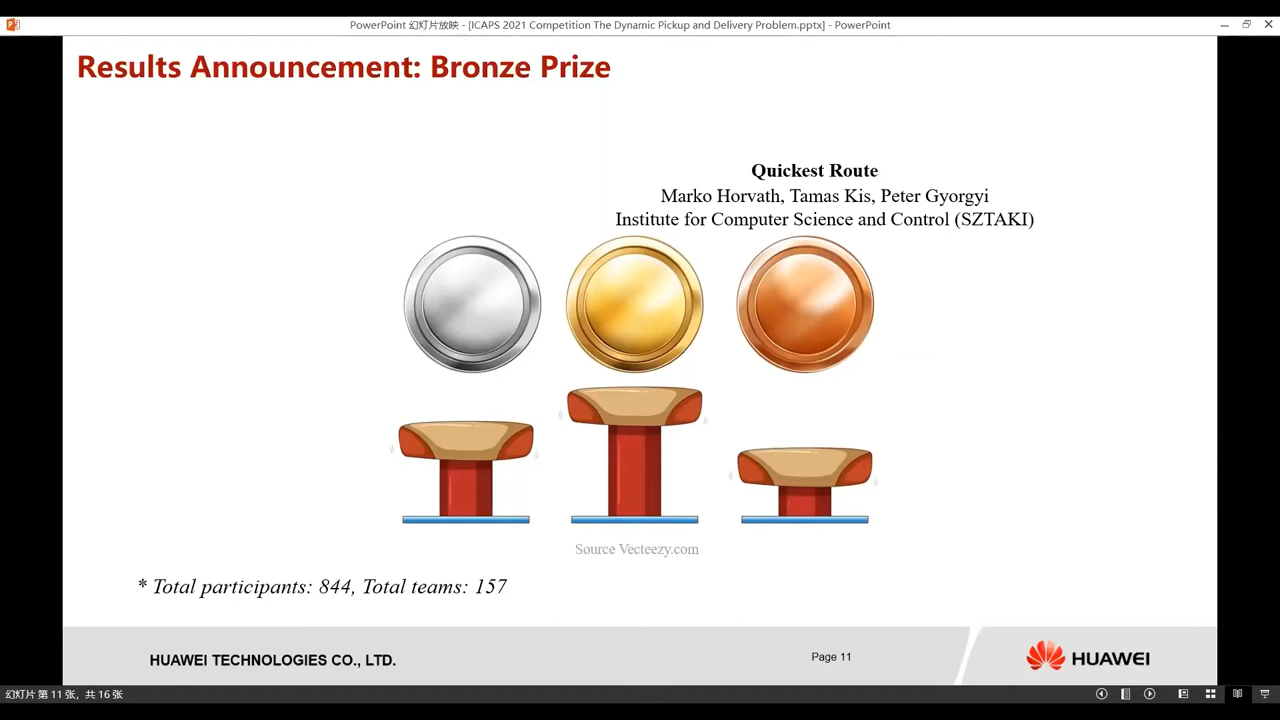 PowerPoint 幻灯片放映 - [ICAPS 2021 Competition The Dynamic Pickup and Delivery Problem.pptx] - PowerPoint
Results Announcement: Bronze Prize
Quickest Route
Marko Horvath, Tamas Kis, Peter Gyorgyi
Institute for Computer Science and Control (SZTAKI)
Source Vecteezy.com
* Total participants: 844, Total teams: 157
HUAWEI TECHNOLOGIES CO., LTD.
Page 11
HUAWEI
幻灯片 第 11 张，共 16 张